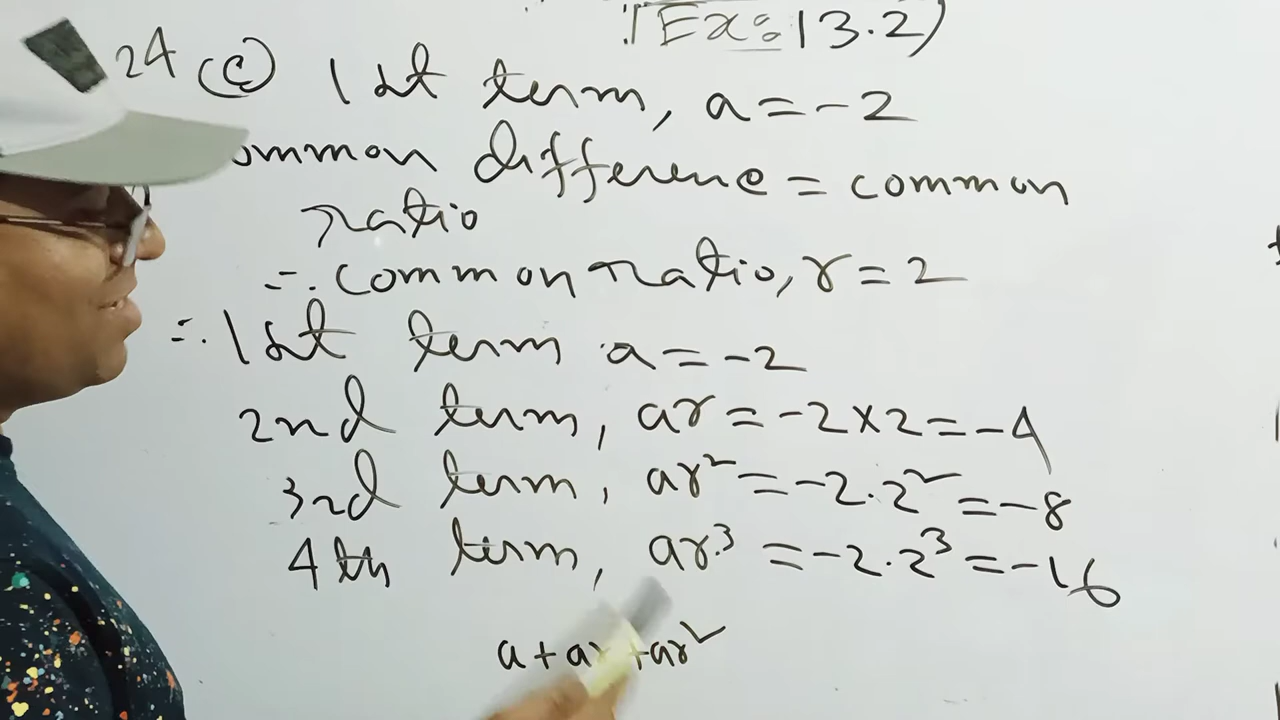 (Ex: 13.2)
24 (c) 1st term, a = -2
ommon difference = common
ratio
∴ common ratio, r = 2
∴ 1st term a = -2
2nd term, ar = -2×2 = -4
3rd term, ar² = -2.2² = -8
4th term, ar³ = -2.2³ = -16
a + ar + ar²